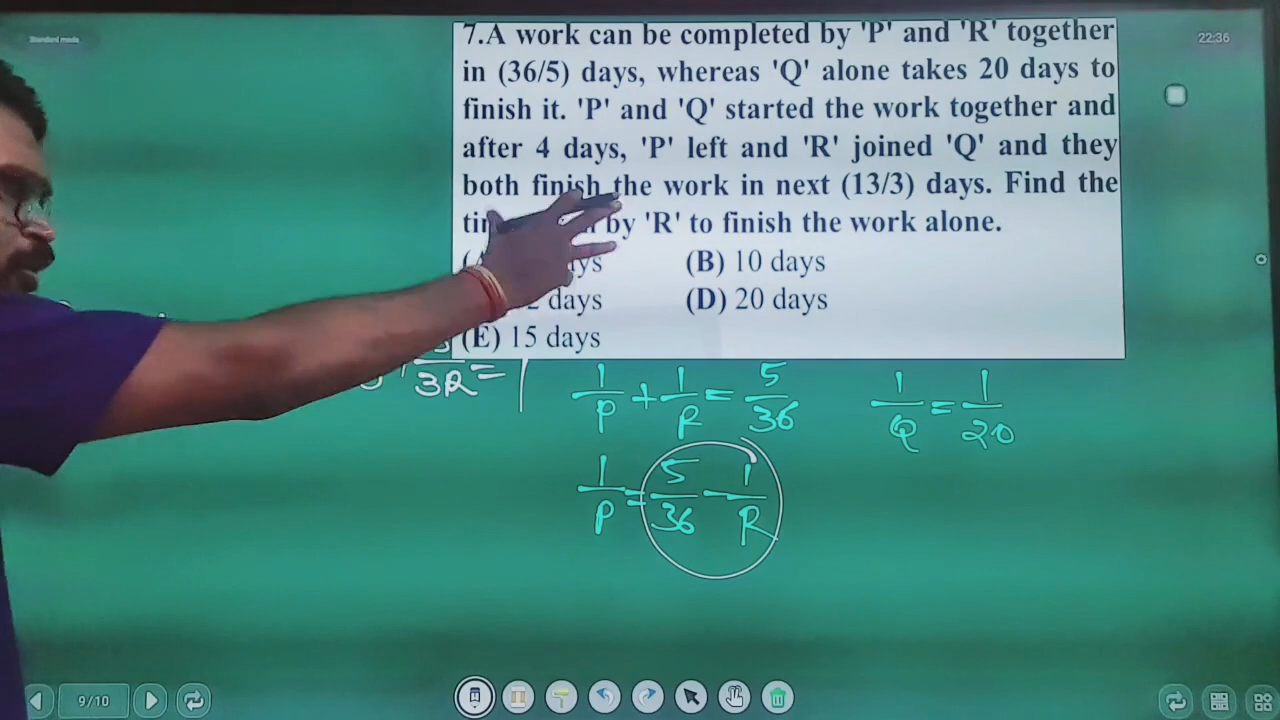 Standard mode
22:36
7.A work can be completed by 'P' and 'R' together
in (36/5) days, whereas 'Q' alone takes 20 days to
finish it. 'P' and 'Q' started the work together and
after 4 days, 'P' left and 'R' joined 'Q' and they
both finish the work in next (13/3) days. Find the
by 'R' to finish the work alone.
(B) 10 days
days (D) 20 days
(E) 15 days
3R = 1
1/P + 1/R = 5/36 1/Q = 1/20
1/P = 5/36 - 1/R
9/10